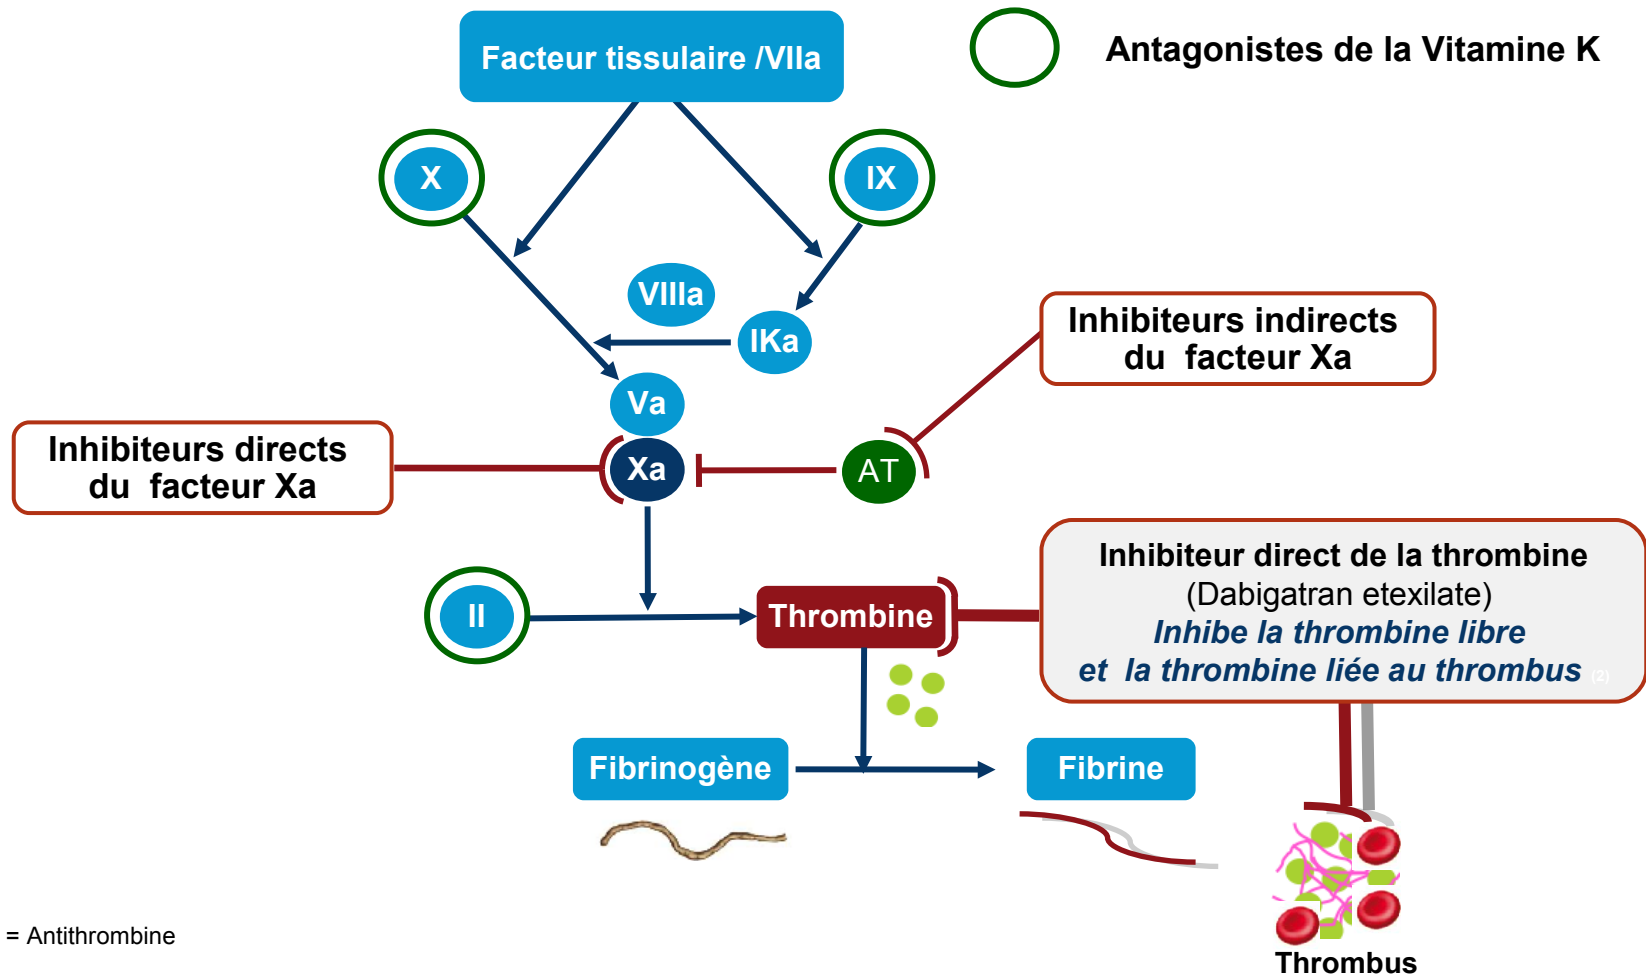 Facteur tissulaire /VIIa
Antagonistes de la Vitamine K
X
IX
VIIIa
IKa
Inhibiteurs indirects
du facteur Xa
Va
Inhibiteurs directs
du facteur Xa
Xa
AT
Inhibiteur direct de la thrombine
(Dabigatran etexilate)
Inhibe la thrombine libre
et la thrombine liée au thrombus (2)
II
Thrombine
Fibrinogène
Fibrine
= Antithrombine
Thrombus